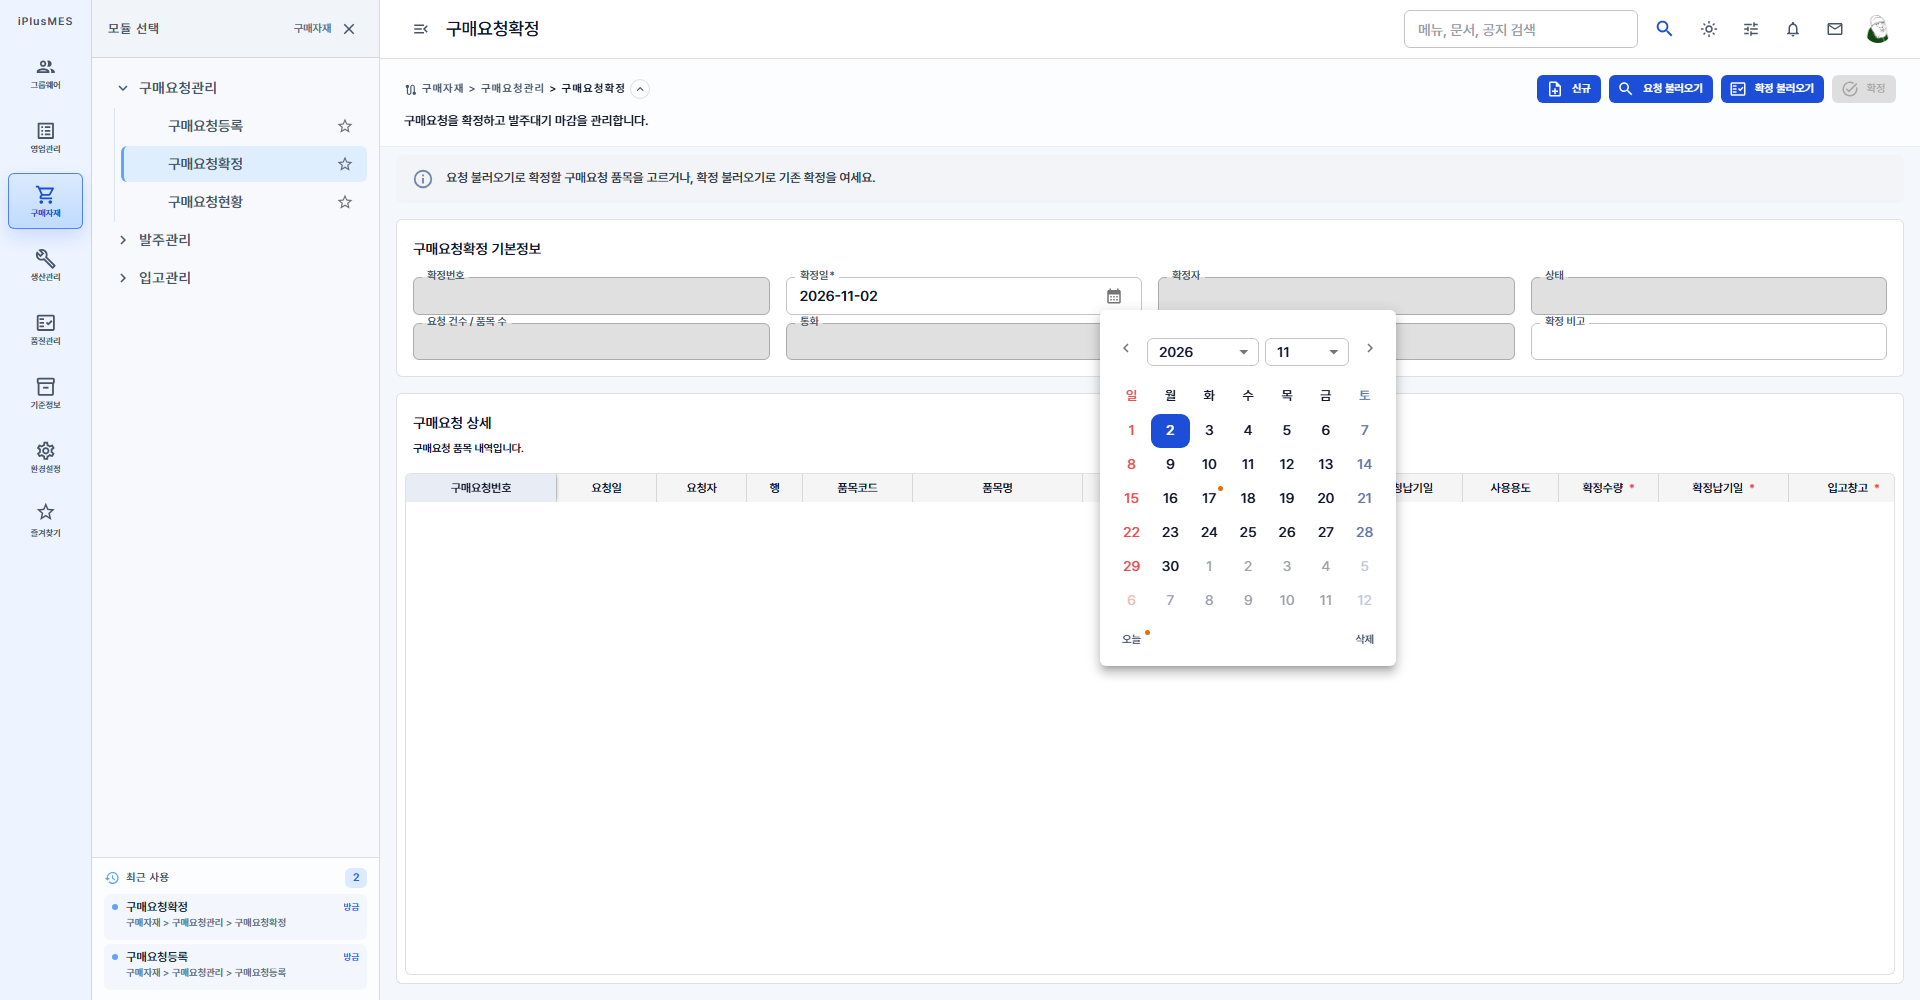 iPlusMES
그룹웨어
영업관리
구매자재
생산관리
품질관리
기준정보
환경설정
즐겨찾기
모듈 선택
구매자재
구매요청관리
구매요청등록
구매요청확정
구매요청현황
발주관리
입고관리
최근 사용
2
구매요청확정
방금
구매자재 > 구매요청관리 > 구매요청확정
구매요청등록
방금
구매자재 > 구매요청관리 > 구매요청등록
구매요청확정
메뉴, 문서, 공지 검색
구매자재 > 구매요청관리 > 구매요청확정
구매요청을 확정하고 발주대기 마감을 관리합니다.
신규
요청 불러오기
확정 불러오기
확정
요청 불러오기로 확정할 구매요청 품목을 고르거나, 확정 불러오기로 기존 확정을 여세요.
구매요청확정 기본정보
확정번호
확정일*
2026-11-02
확정자
상태
요청 건수 / 품목 수
통화
확정 비고
구매요청 상세
구매요청 품목 내역입니다.
구매요청번호 요청일 요청자 행 품목코드 품목명 납기일 사용용도 확정수량 * 확정납기일 * 입고창고 *
2026 11
일 월 화 수 목 금 토
1 2 3 4 5 6 7
8 9 10 11 12 13 14
15 16 17 18 19 20 21
22 23 24 25 26 27 28
29 30 1 2 3 4 5
6 7 8 9 10 11 12
오늘
삭제